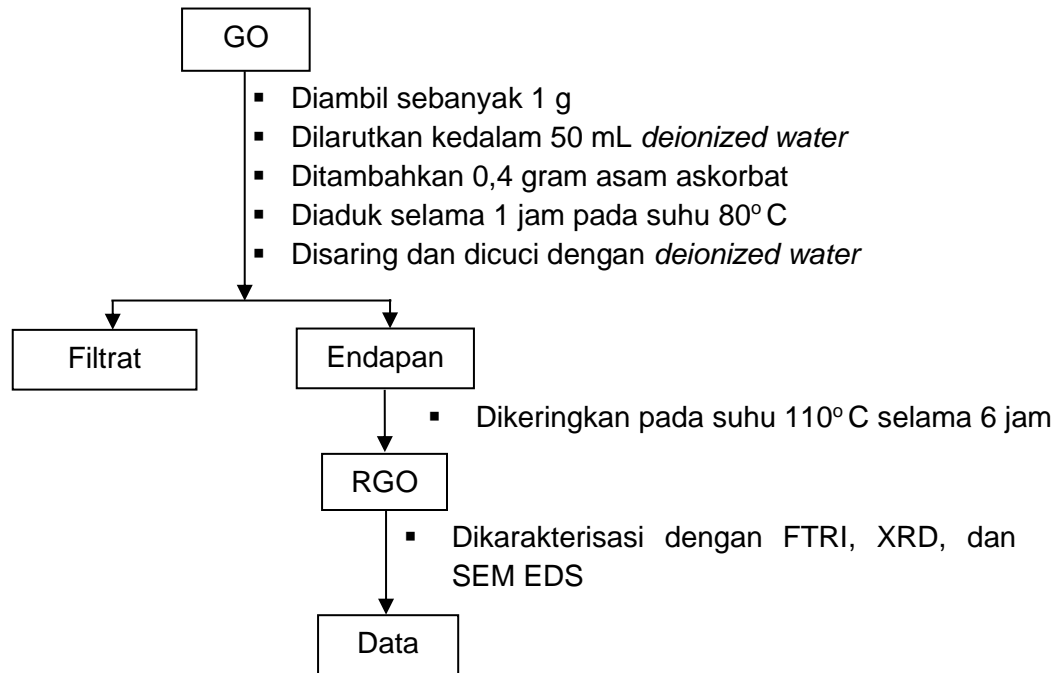 GO
▪ Diambil sebanyak 1 g
▪ Dilarutkan kedalam 50 mL deionized water
▪ Ditambahkan 0,4 gram asam askorbat
▪ Diaduk selama 1 jam pada suhu 80º C
▪ Disaring dan dicuci dengan deionized water
Filtrat
Endapan
▪ Dikeringkan pada suhu 110º C selama 6 jam
RGO
▪ Dikarakterisasi dengan FTRI, XRD, dan
SEM EDS
Data